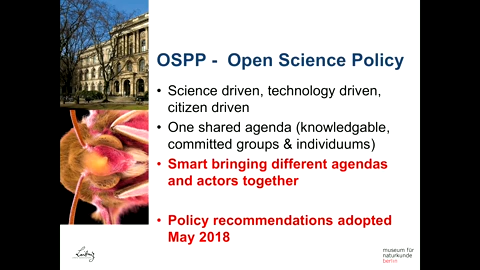 OSPP -  Open Science Policy
• Science driven, technology driven,
citizen driven
• One shared agenda (knowledgable,
committed groups & individuums)
• Smart bringing different agendas
and actors together
• Policy recommendations adopted
May 2018
museum für
naturkunde
berlin